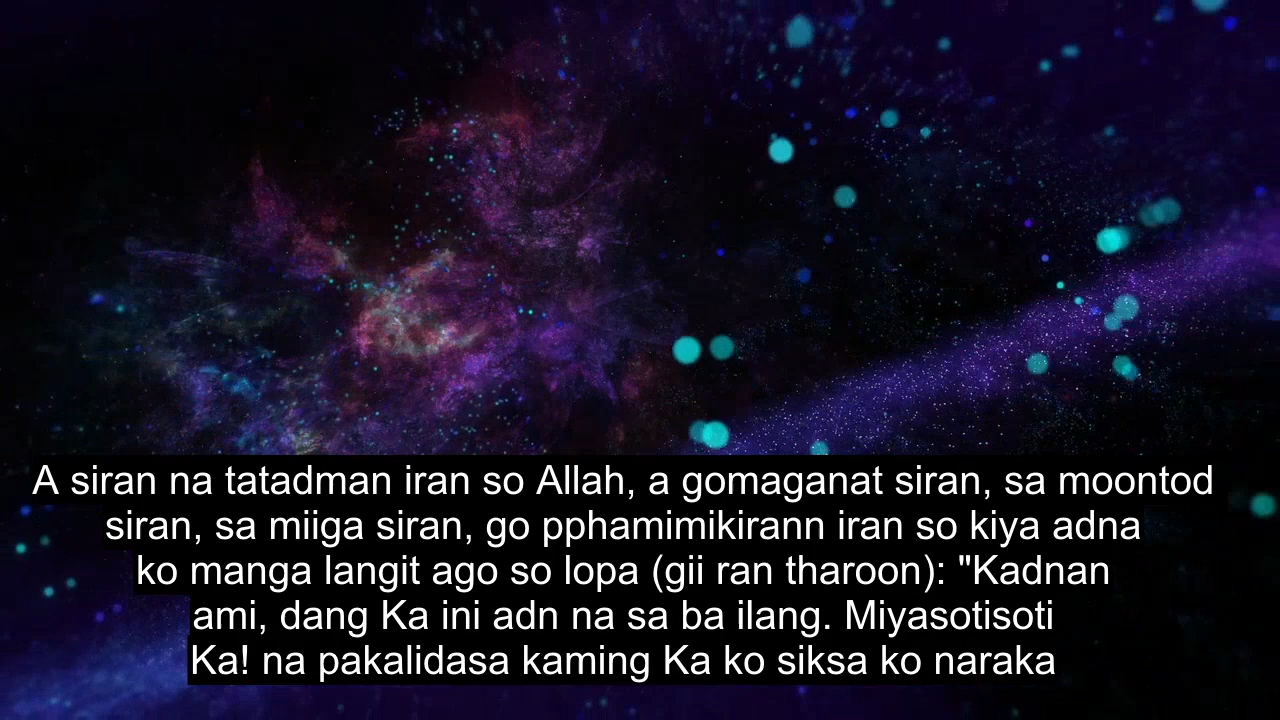 A siran na tatadman iran so Allah, a gomaganat siran, sa moontod
siran, sa miiga siran, go pphamimikirann iran so kiya adna
ko manga langit ago so lopa (gii ran tharoon): "Kadnan
ami, dang Ka ini adn na sa ba ilang. Miyasotisoti
Ka! na pakalidasa kaming Ka ko siksa ko naraka